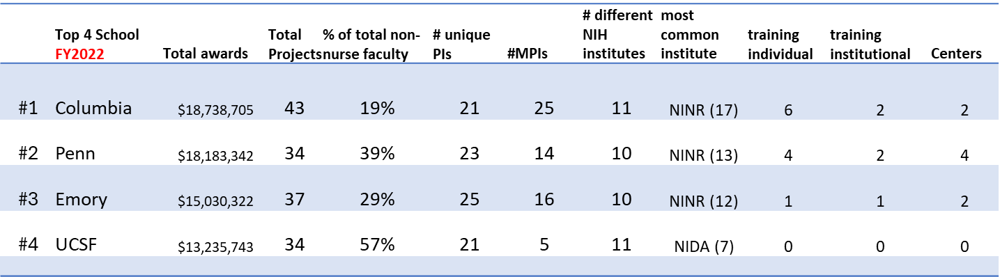 # different most
Top 4 School Total % of total non- # unique NIH common training training
FY2022 Total awards Projects nurse faculty PIs #MPIs institutes institute individual institutional Centers
#1 Columbia $18,738,705 43 19% 21 25 11 NINR (17) 6 2 2
#2 Penn $18,183,342 34 39% 23 14 10 NINR (13) 4 2 4
#3 Emory $15,030,322 37 29% 25 16 10 NINR (12) 1 1 2
#4 UCSF $13,235,743 34 57% 21 5 11 NIDA (7) 0 0 0